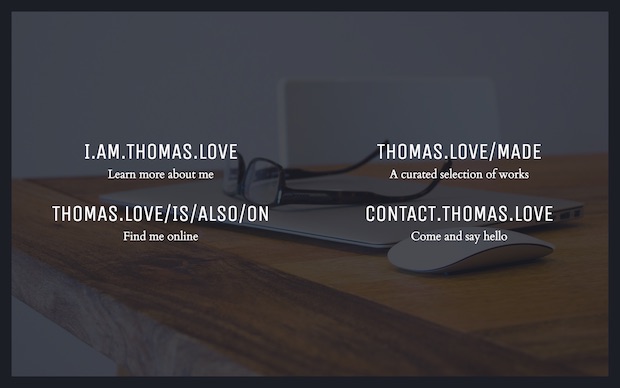 I.AM.THOMAS.LOVE
Learn more about me
THOMAS.LOVE/MADE
A curated selection of works
THOMAS.LOVE/IS/ALSO/ON
Find me online
CONTACT.THOMAS.LOVE
Come and say hello